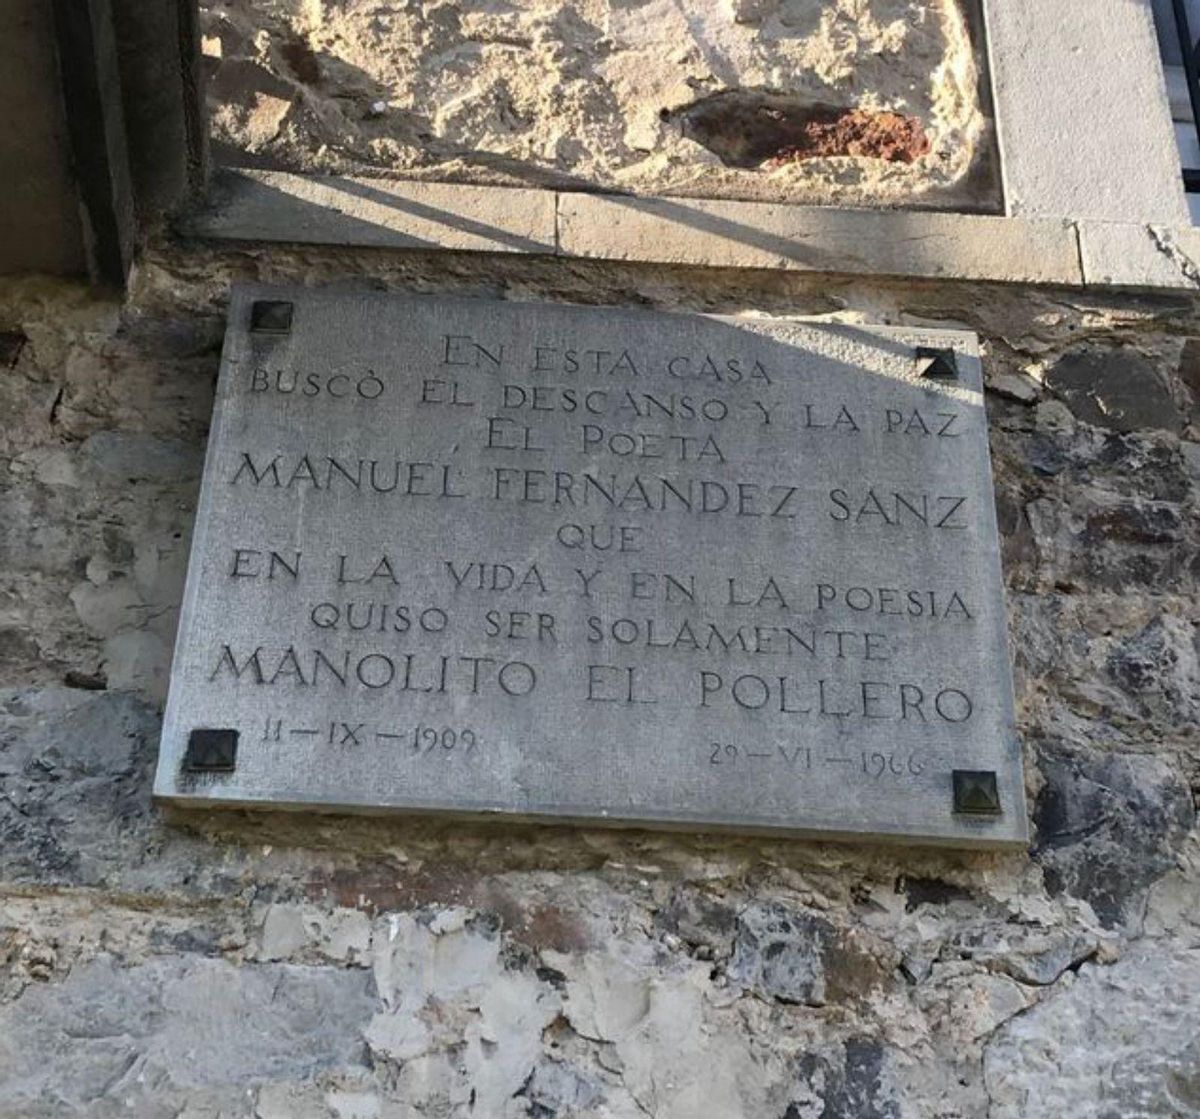 EN ESTA CASA
BUSCÒ EL DESCANSO Y LA PAZ
EL POETA
MANUEL FERNANDEZ SANZ
QUE
EN LA VIDA Y EN LA POESIA
QUISO SER SOLAMENTE
MANOLITO EL POLLERO
11-IX-1909 29-VI-1966